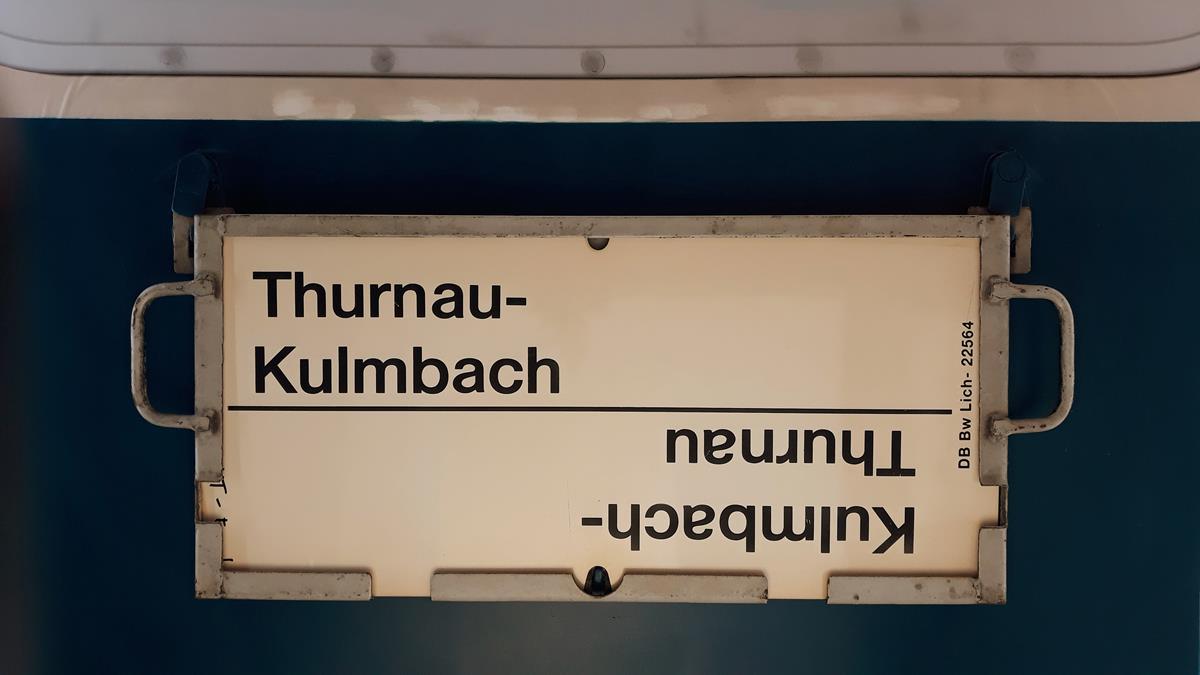 Thurnau-
Kulmbach
Kulmbach-
Thurnau
DB Bw Lich- 22564